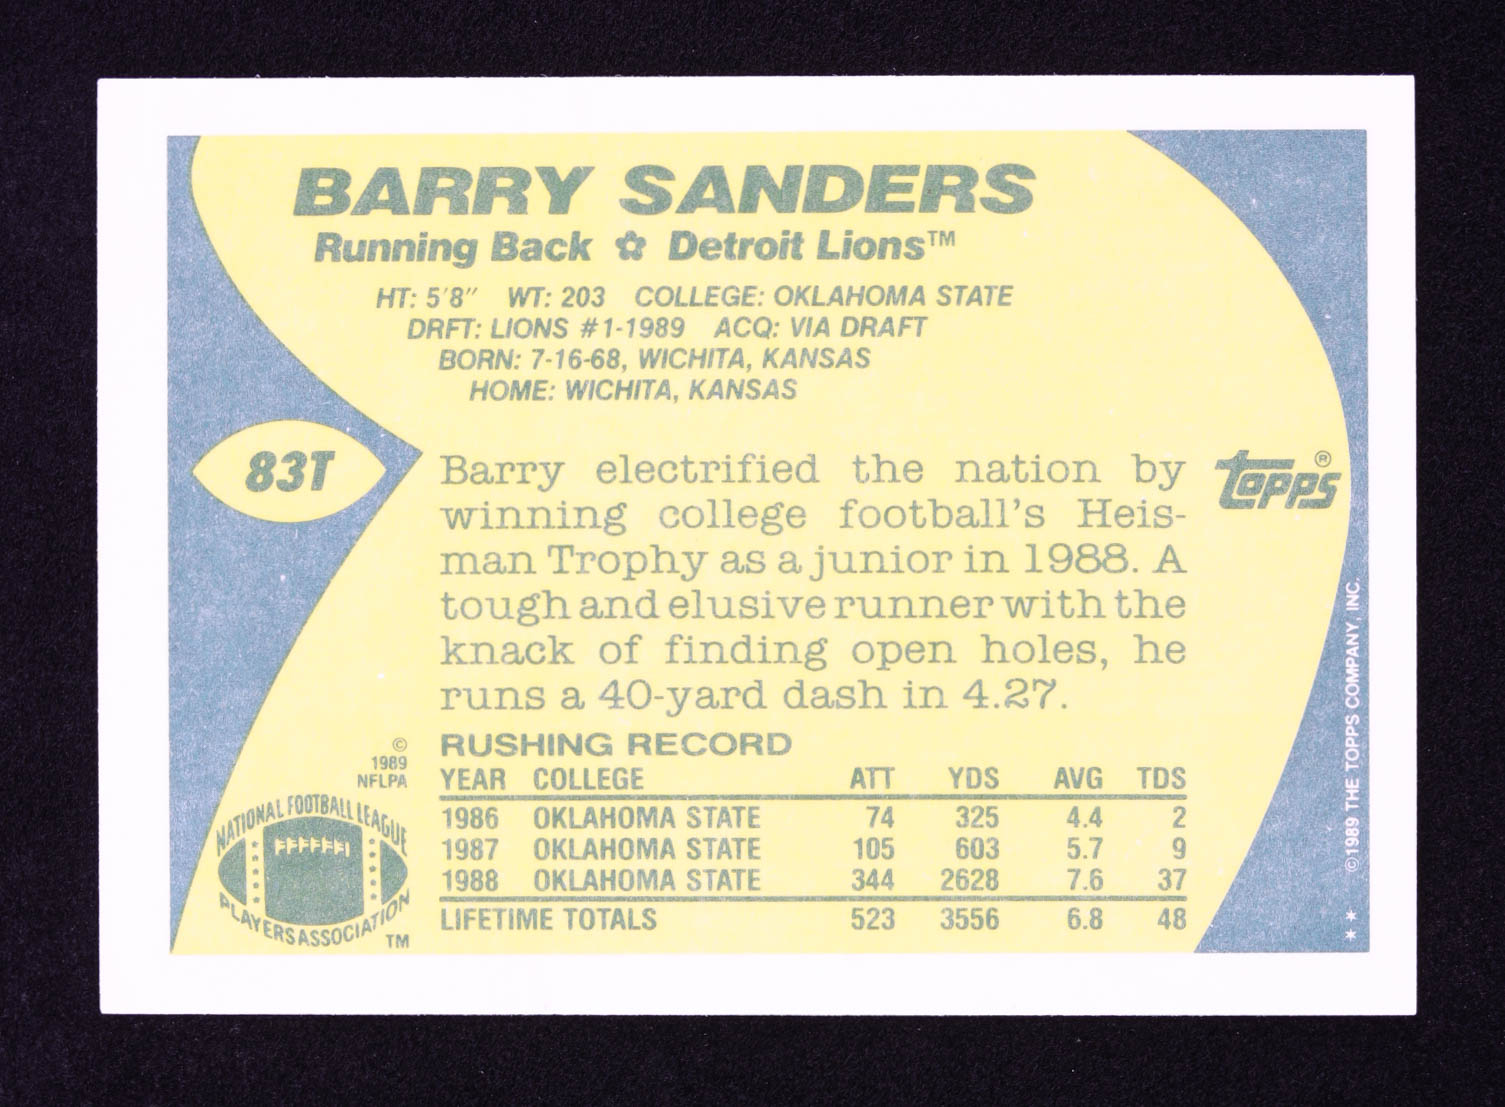 BARRY SANDERS
Running Back ✿ Detroit Lions™
HT: 5'8" WT: 203 COLLEGE: OKLAHOMA STATE
DRFT: LIONS #1-1989 ACQ: VIA DRAFT
BORN: 7-16-68, WICHITA, KANSAS
HOME: WICHITA, KANSAS
83T
Barry electrified the nation by
winning college football's Heis-
man Trophy as a junior in 1988. A
tough and elusive runner with the
knack of finding open holes, he
runs a 40-yard dash in 4.27.
topps®
RUSHING RECORD
YEAR COLLEGE ATT YDS AVG TDS
1986 OKLAHOMA STATE 74 325 4.4 2
1987 OKLAHOMA STATE 105 603 5.7 9
1988 OKLAHOMA STATE 344 2628 7.6 37
LIFETIME TOTALS 523 3556 6.8 48
©
1989
NFLPA
NATIONAL FOOTBALL LEAGUE
PLAYERS ASSOCIATION
TM
* * ©1989 THE TOPPS COMPANY, INC.